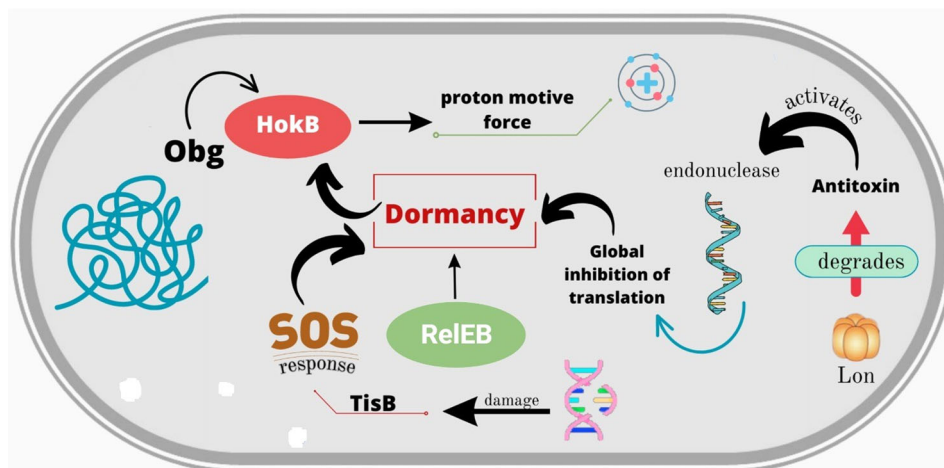 HokB
Obg
proton motive
force
activates
endonuclease
Antitoxin
Dormancy
Global
inhibition of
translation
degrades
SOS
response
RelEB
Lon
TisB
damage